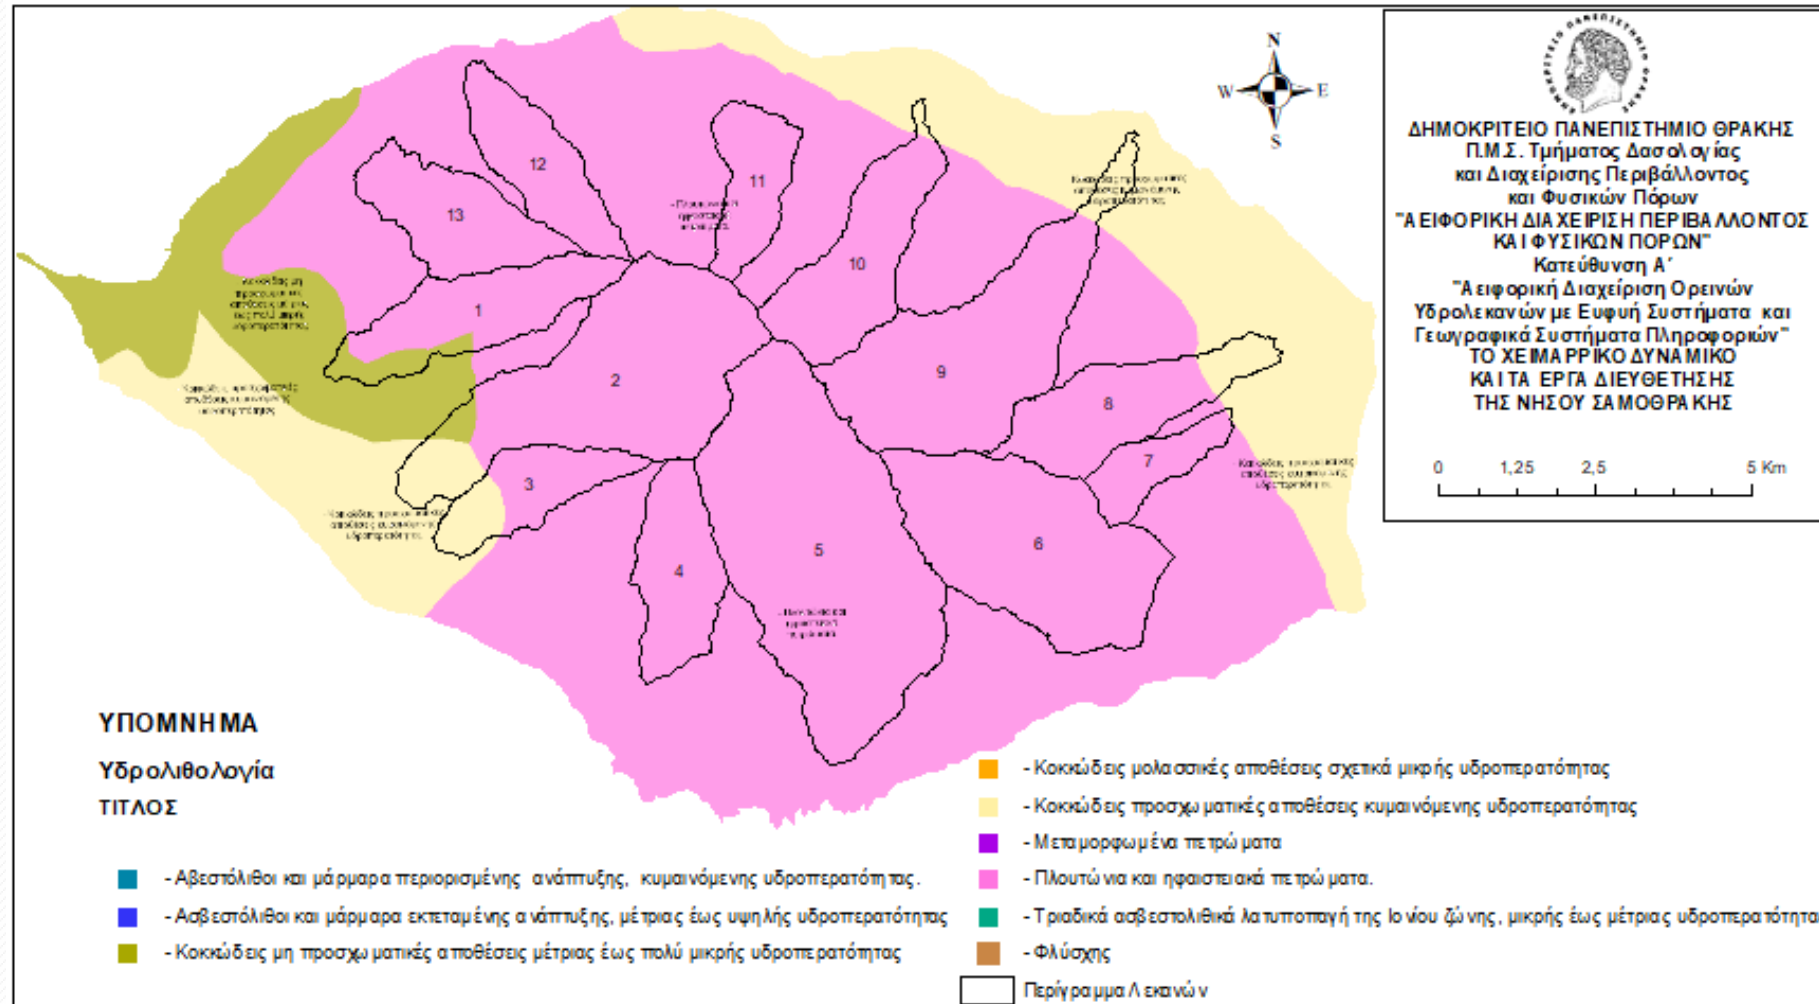 N
W E
S
ΔΗΜΟΚΡΙΤΕΙΟ ΠΑΝΕΠΙΣΤΗΜΙΟ ΘΡΑΚΗΣ
Π.Μ.Σ. Τμήματος Δασολογίας
και Διαχείρισης Περιβάλλοντος
και Φυσικών Πόρων
"ΑΕΙΦΟΡΙΚΗ ΔΙΑΧΕΙΡΙΣΗ ΠΕΡΙΒΑΛΛΟΝΤΟΣ
ΚΑΙ ΦΥΣΙΚΩΝ ΠΟΡΩΝ"
Κατεύθυνση Α΄
"Αειφορική Διαχείριση Ορεινών
Υδρολεκανών με Ευφυή Συστήματα και
Γεωγραφικά Συστήματα Πληροφοριών"
ΤΟ ΧΕΙΜΑΡΡΙΚΟ ΔΥΝΑΜΙΚΟ
ΚΑΙ ΤΑ ΕΡΓΑ ΔΙΕΥΘΕΤΗΣΗΣ
ΤΗΣ ΝΗΣΟΥ ΣΑΜΟΘΡΑΚΗΣ
0 1,25 2,5 5 Km
12
11
13
10
1
2
9
8
7
3
6
5
4
ΥΠΟΜΝΗΜΑ
Υδρολιθολογία
ΤΙΤΛΟΣ
- Αβεστόλιθοι και μάρμαρα περιορισμένης ανάπτυξης, κυμαινόμενης υδροπερατότητας.
- Ασβεστόλιθοι και μάρμαρα εκτεταμένης ανάπτυξης, μέτριας έως υψηλής υδροπερατότητας
- Κοκκώδεις μη προσχωματικές αποθέσεις μέτριας έως πολύ μικρής υδροπερατότητας
- Κοκκώδεις μολασσικές αποθέσεις σχετικά μικρής υδροπερατότητας
- Κοκκώδεις προσχωματικές αποθέσεις κυμαινόμενης υδροπερατότητας
- Μεταμορφωμένα πετρώματα
- Πλουτώνια και ηφαιστειακά πετρώματα.
- Τριαδικά ασβεστολιθικά λατυποπαγή της Ιονίου ζώνης, μικρής έως μέτριας υδροπερατότητα
- Φλύσχης
Περίγραμμα Λεκανών